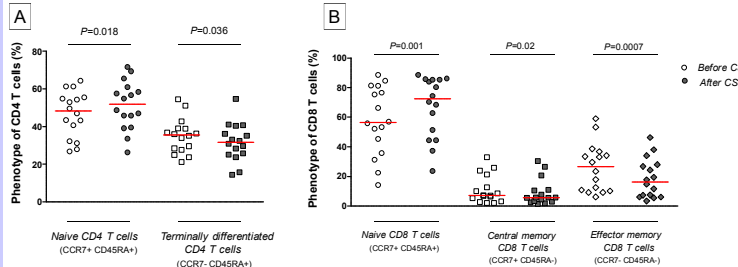 A
P=0.018
P=0.036
Phenotype of CD4 T cells (%)
80
60
40
20
0
Naive CD4 T cells
(CCR7+ CD45RA+)
Terminally differentiated
CD4 T cells
(CCR7- CD45RA+)
B
P=0.001
P=0.02
P=0.0007
Phenotype of CD8 T cells (%)
100
80
60
40
20
0
Naive CD8 T cells
(CCR7+ CD45RA+)
Central memory
CD8 T cells
(CCR7+ CD45RA-)
Effector memory
CD8 T cells
(CCR7- CD45RA-)
Before C
After CS